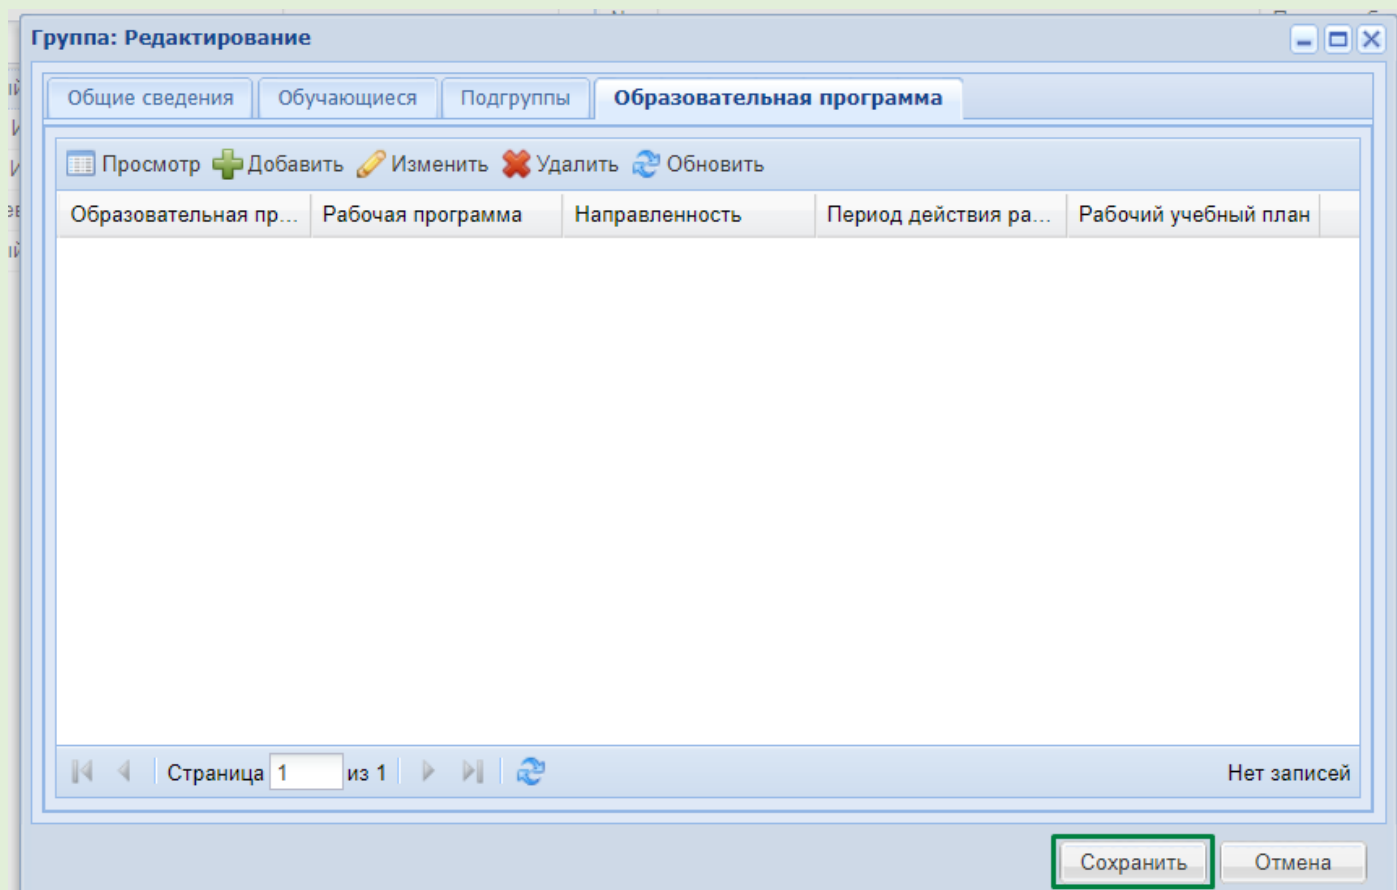 Группа: Редактирование
Общие сведения Обучающиеся Подгруппы Образовательная программа
Просмотр Добавить Изменить Удалить Обновить
Образовательная пр... Рабочая программа Направленность Период действия ра... Рабочий учебный план
Страница 1 из 1 Нет записей
Сохранить Отмена